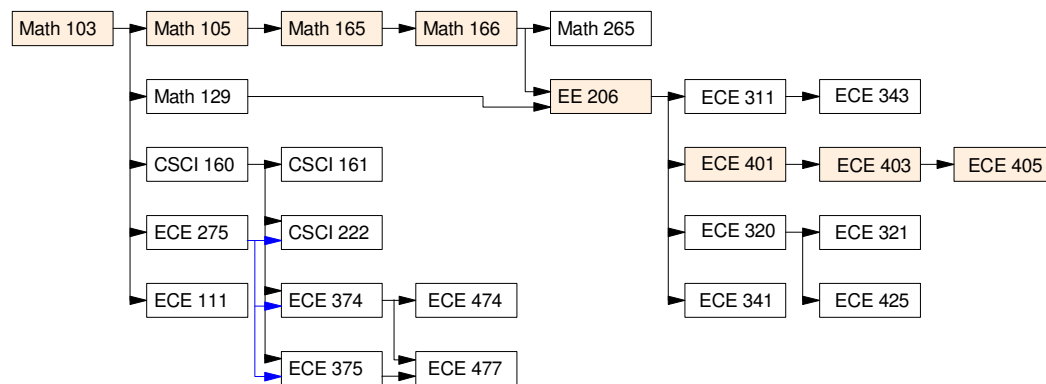 Math 103
Math 105
Math 165
Math 166
Math 265
Math 129
EE 206
ECE 311
ECE 343
CSCI 160
CSCI 161
ECE 401
ECE 403
ECE 405
ECE 275
CSCI 222
ECE 320
ECE 321
ECE 111
ECE 374
ECE 474
ECE 341
ECE 425
ECE 375
ECE 477